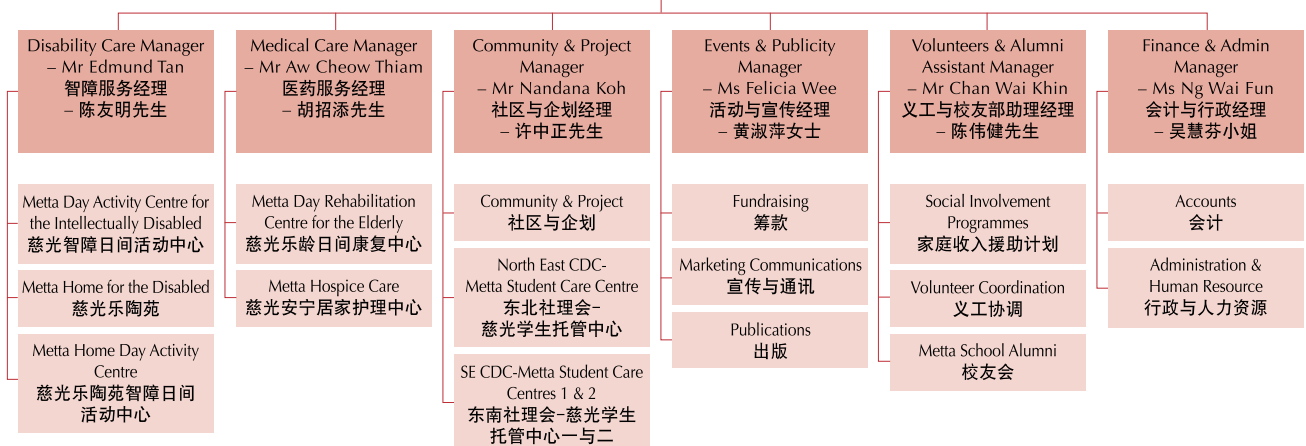 Disability Care Manager
– Mr Edmund Tan
智障服务经理
– 陈友明先生
Metta Day Activity Centre for
the Intellectually Disabled
慈光智障日间活动中心
Metta Home for the Disabled
慈光乐陶苑
Metta Home Day Activity
Centre
慈光乐陶苑智障日间
活动中心
Medical Care Manager
– Mr Aw Cheow Thiam
医药服务经理
– 胡招添先生
Metta Day Rehabilitation
Centre for the Elderly
慈光乐龄日间康复中心
Metta Hospice Care
慈光安宁居家护理中心
Community & Project
Manager
– Mr Nandana Koh
社区与企划经理
– 许中正先生
Community & Project
社区与企划
North East CDC-
Metta Student Care Centre
东北社理会–
慈光学生托管中心
SE CDC-Metta Student Care
Centres 1 & 2
东南社理会–慈光学生
托管中心一与二
Events & Publicity
Manager
– Ms Felicia Wee
活动与宣传经理
– 黄淑萍女士
Fundraising
筹款
Marketing Communications
宣传与通讯
Publications
出版
Volunteers & Alumni
Assistant Manager
– Mr Chan Wai Khin
义工与校友部助理经理
– 陈伟健先生
Social Involvement
Programmes
家庭收入援助计划
Volunteer Coordination
义工协调
Metta School Alumni
校友会
Finance & Admin
Manager
– Ms Ng Wai Fun
会计与行政经理
– 吴慧芬小姐
Accounts
会计
Administration &
Human Resource
行政与人力资源